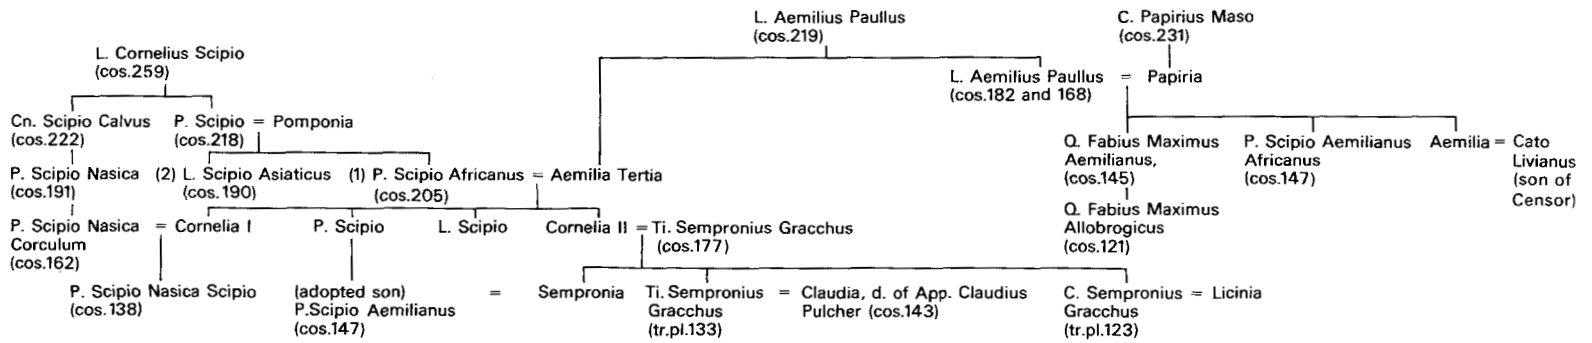 L. Aemilius Paullus
(cos.219)
C. Papirius Maso
(cos.231)
L. Cornelius Scipio
(cos.259)
L. Aemilius Paullus = Papiria
(cos.182 and 168)
Cn. Scipio Calvus
(cos.222)
P. Scipio = Pomponia
(cos.218)
Q. Fabius Maximus
Aemilianus,
(cos.145)
P. Scipio Aemilianus
Africanus
(cos.147)
Aemilia = Cato
Livianus
(son of
Censor)
P. Scipio Nasica
(cos.191)
(2) L. Scipio Asiaticus
(cos.190)
(1) P. Scipio Africanus = Aemilia Tertia
(cos.205)
Q. Fabius Maximus
Allobrogicus
(cos.121)
P. Scipio Nasica = Cornelia I
Corculum
(cos.162)
P. Scipio
L. Scipio
Cornelia II = Ti. Sempronius Gracchus
(cos.177)
P. Scipio Nasica Scipio
(cos.138)
(adopted son) = Sempronia
P.Scipio Aemilianus
(cos.147)
Ti. Sempronius = Claudia, d. of App. Claudius
Gracchus Pulcher (cos.143)
(tr.pl.133)
C. Sempronius = Licinia
Gracchus
(tr.pl.123)